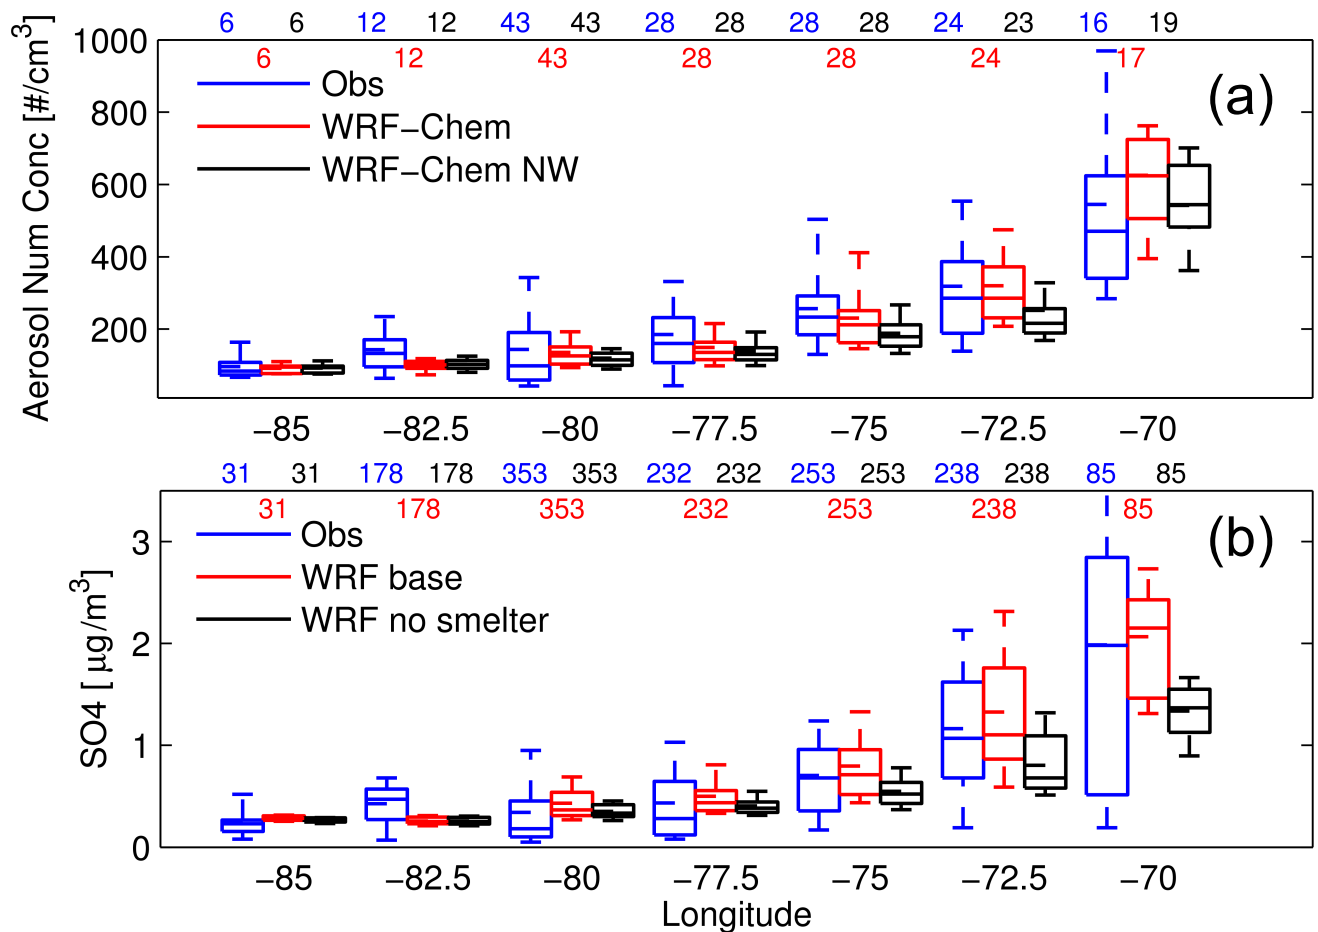 6 6 12 12 43 43 28 28 28 28 24 23 16 19
6 12 43 28 28 24 17
Aerosol Num Conc [#/cm3]
1000
800
600
400
200
Obs
WRF−Chem
WRF−Chem NW
(a)
−85 −82.5 −80 −77.5 −75 −72.5 −70
31 31 178 178 353 353 232 232 253 253 238 238 85 85
31 178 353 232 253 238 85
SO4 [ μg/m3]
3
2
1
0
Obs
WRF base
WRF no smelter
(b)
−85 −82.5 −80 −77.5 −75 −72.5 −70
Longitude